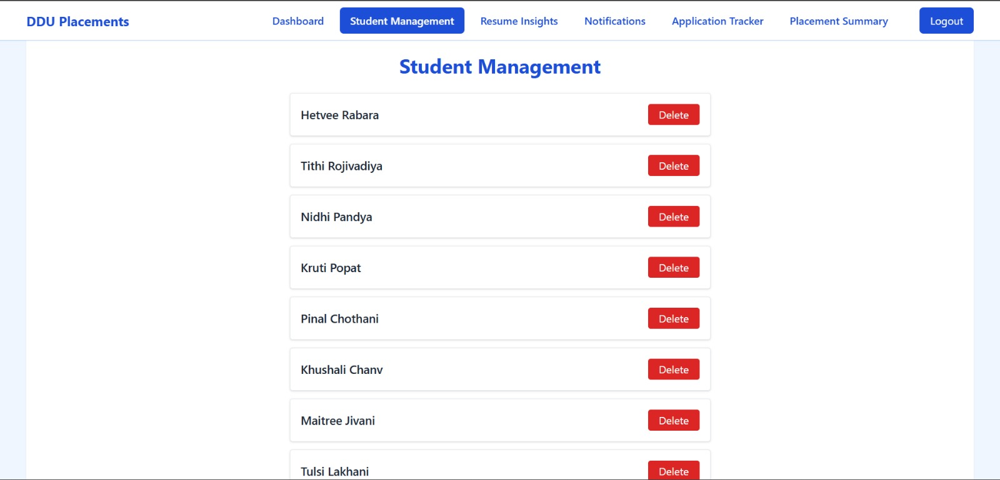 DDU Placements Dashboard Student Management Resume Insights Notifications Application Tracker Placement Summary Logout
Student Management
Hetvee Rabara Delete
Tithi Rojivadiya Delete
Nidhi Pandya Delete
Kruti Popat Delete
Pinal Chothani Delete
Khushali Chanv Delete
Maitree Jivani Delete
Tulsi Lakhani Delete